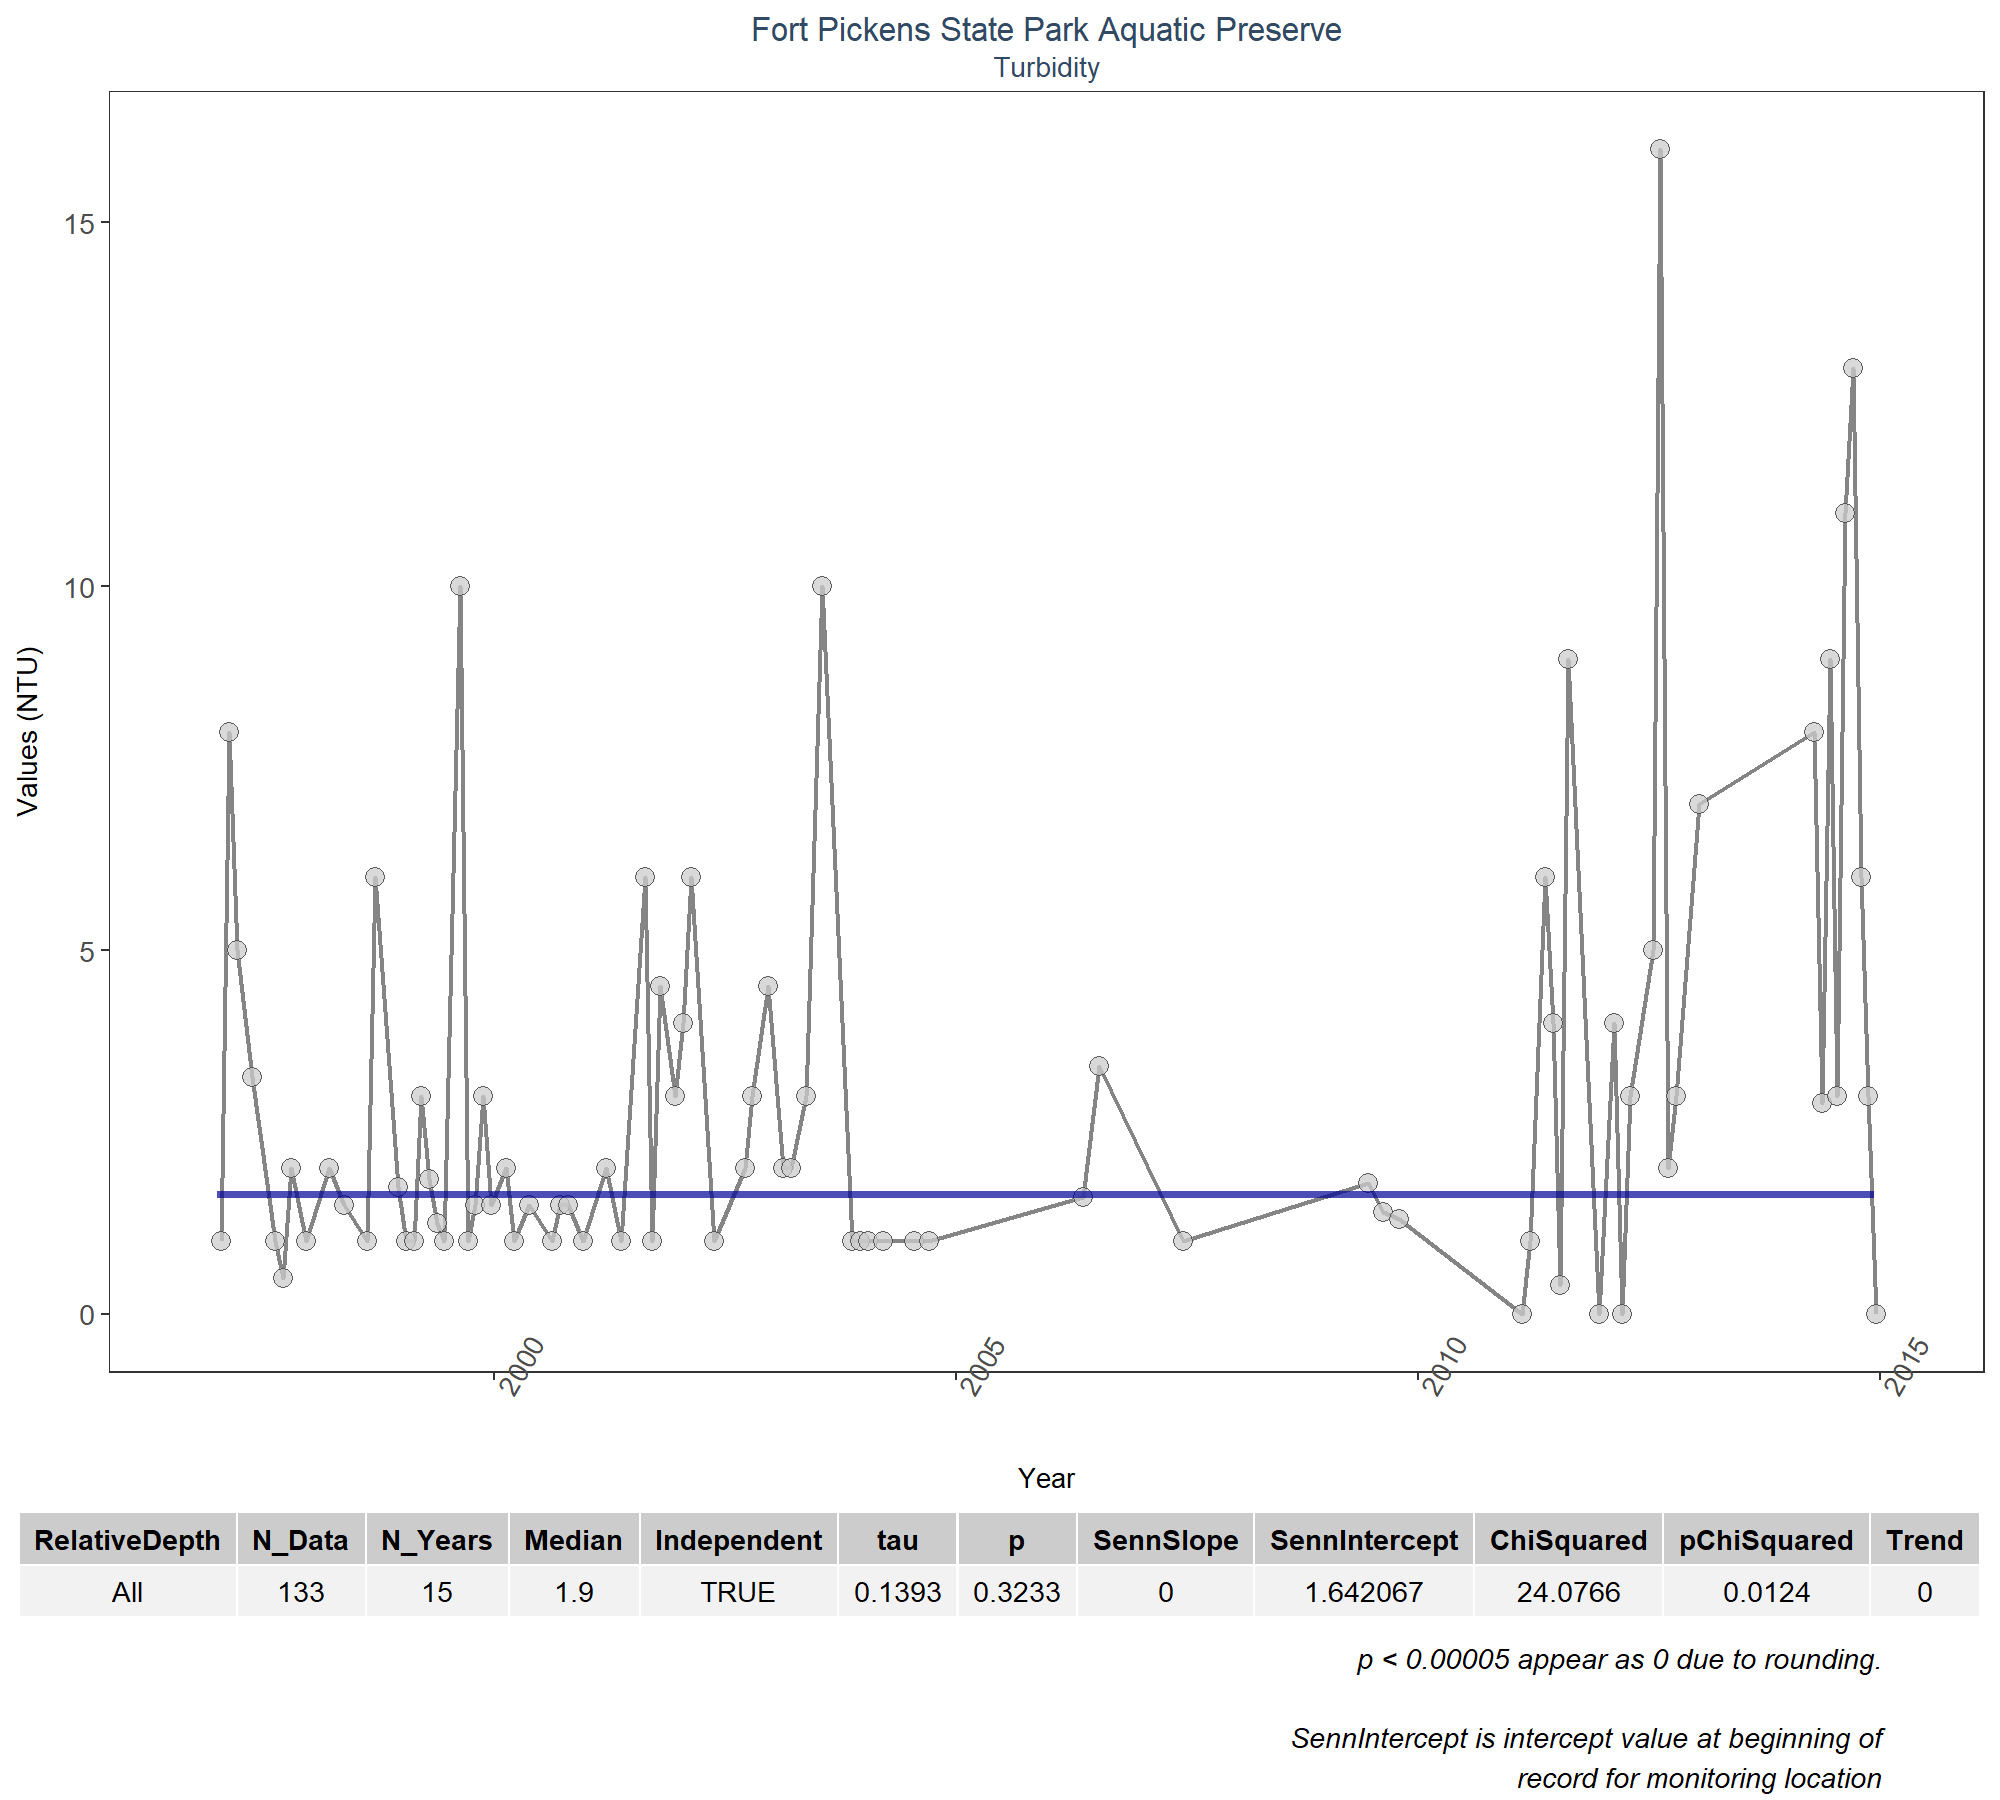 Fort Pickens State Park Aquatic Preserve
Turbidity
Values (NTU)
15
10
5
0
2000
2005
2010
2015
Year
RelativeDepth N_Data N_Years Median Independent tau p SennSlope SennIntercept ChiSquared pChiSquared Trend
All 133 15 1.9 TRUE 0.1393 0.3233 0 1.642067 24.0766 0.0124 0
p < 0.00005 appear as 0 due to rounding.
SennIntercept is intercept value at beginning of
record for monitoring location